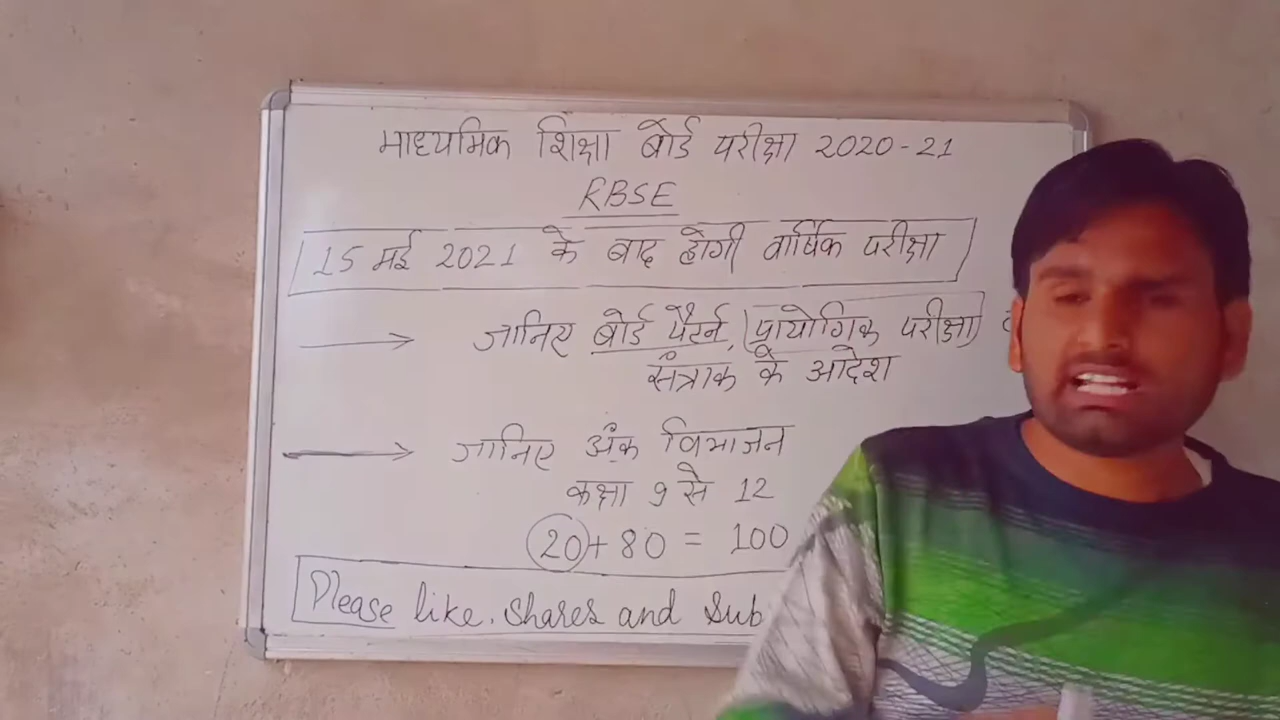 माध्यमिक शिक्षा बोर्ड परीक्षा 2020-21
RBSE
15 मई 2021 के बाद होगी वार्षिक परीक्षा
जानिए बोर्ड पैटर्न, (प्रायोगिक परीक्षा)
संत्राक के आदेश
जानिए अंक विभाजन
कक्षा 9 से 12
20+ 80 = 100
Please like, shares and Sub